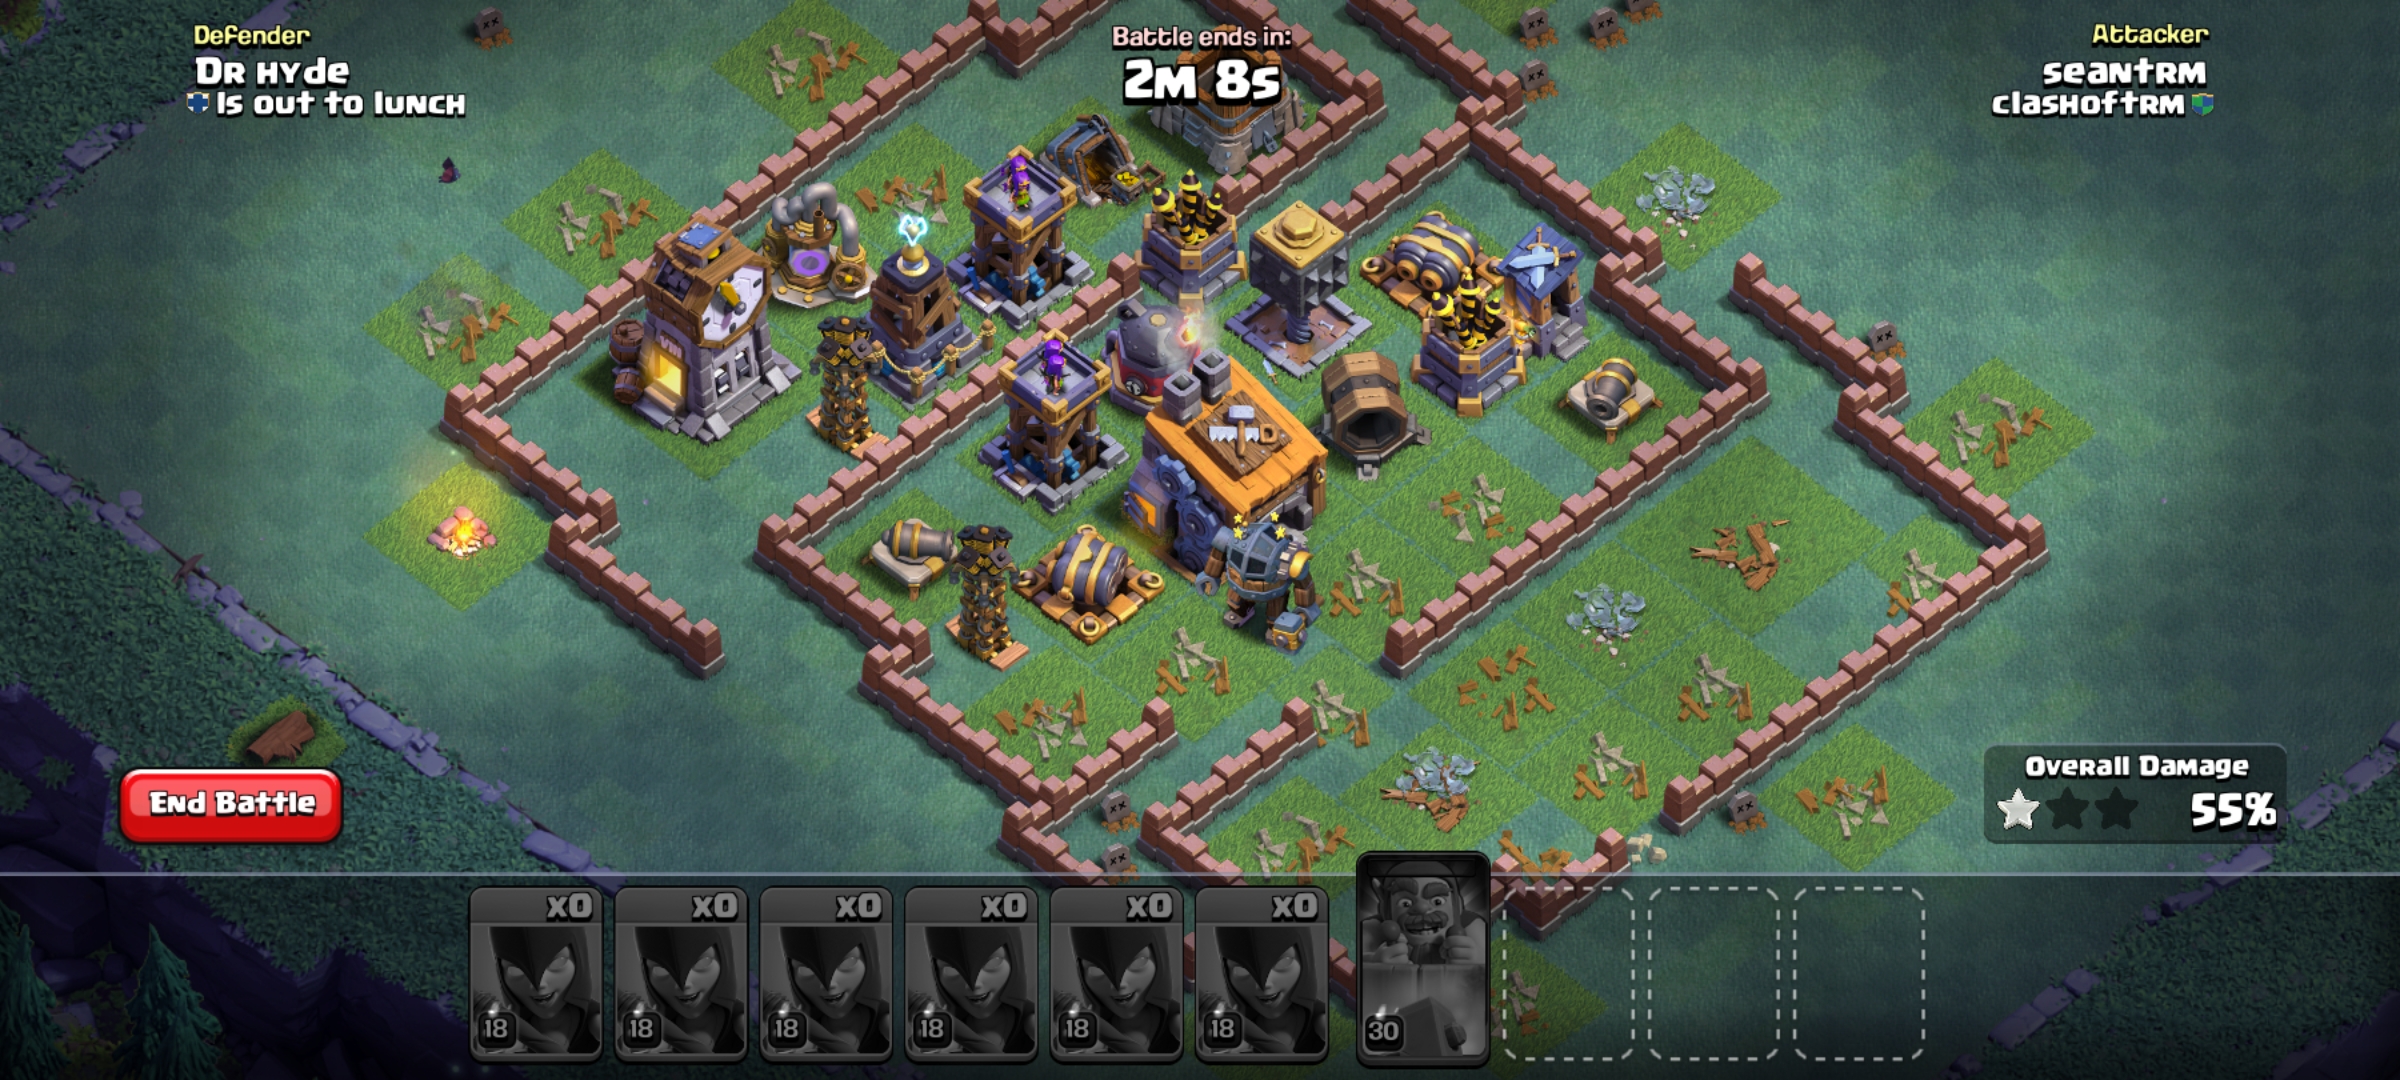 Defender
Dr Hyde
Is out to lunch
Battle ends in:
2m 8s
Attacker
seantrm
clashoftrm
VIII
End Battle
Overall Damage
55%
x0
x0
x0
x0
x0
x0
18
18
18
18
18
18
30